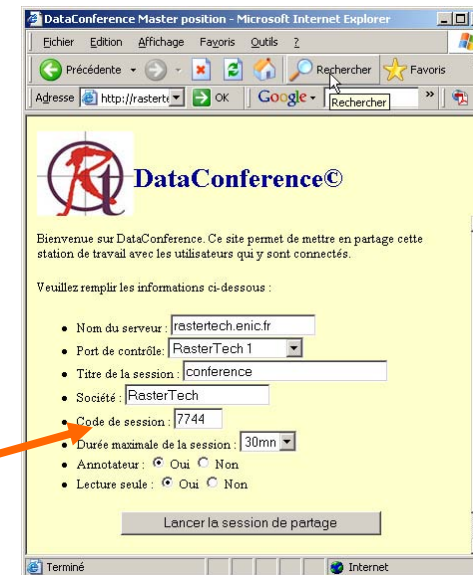 DataConference Master position - Microsoft Internet Explorer
Fichier Edition Affichage Favoris Outils ?
Précédente Rechercher Favoris
Adresse http://raster OK Google Rechercher »
Rt DataConference©
Bienvenue sur DataConference. Ce site permet de mettre en partage cette
station de travail avec les utilisateurs qui y sont connectés.
Veuillez remplir les informations ci-dessous :
• Nom du serveur : rastertech.enic.fr
• Port de contrôle: RasterTech 1
• Titre de la session : conference
• Société : RasterTech
• Code de session : 7744
• Durée maximale de la session : 30mn
• Annotateur : Oui Non
• Lecture seule : Oui Non
Lancer la session de partage
Terminé Internet